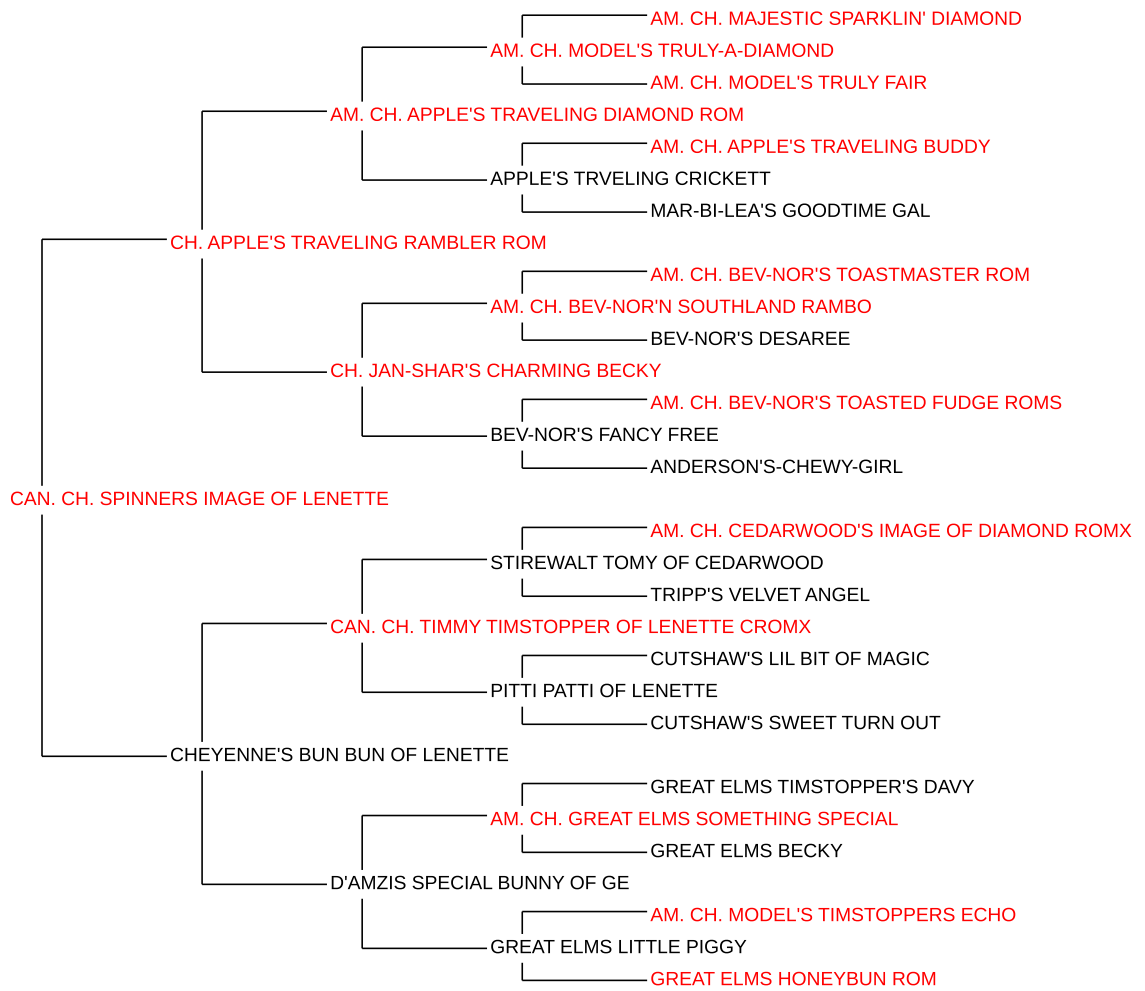 AM. CH. MAJESTIC SPARKLIN' DIAMOND
AM. CH. MODEL'S TRULY-A-DIAMOND
AM. CH. MODEL'S TRULY FAIR
AM. CH. APPLE'S TRAVELING DIAMOND ROM
AM. CH. APPLE'S TRAVELING BUDDY
APPLE'S TRVELING CRICKETT
MAR-BI-LEA'S GOODTIME GAL
CH. APPLE'S TRAVELING RAMBLER ROM
AM. CH. BEV-NOR'S TOASTMASTER ROM
AM. CH. BEV-NOR'N SOUTHLAND RAMBO
BEV-NOR'S DESAREE
CH. JAN-SHAR'S CHARMING BECKY
AM. CH. BEV-NOR'S TOASTED FUDGE ROMS
BEV-NOR'S FANCY FREE
ANDERSON'S-CHEWY-GIRL
CAN. CH. SPINNERS IMAGE OF LENETTE
AM. CH. CEDARWOOD'S IMAGE OF DIAMOND ROMX
STIREWALT TOMY OF CEDARWOOD
TRIPP'S VELVET ANGEL
CAN. CH. TIMMY TIMSTOPPER OF LENETTE CROMX
CUTSHAW'S LIL BIT OF MAGIC
PITTI PATTI OF LENETTE
CUTSHAW'S SWEET TURN OUT
CHEYENNE'S BUN BUN OF LENETTE
GREAT ELMS TIMSTOPPER'S DAVY
AM. CH. GREAT ELMS SOMETHING SPECIAL
GREAT ELMS BECKY
D'AMZIS SPECIAL BUNNY OF GE
AM. CH. MODEL'S TIMSTOPPERS ECHO
GREAT ELMS LITTLE PIGGY
GREAT ELMS HONEYBUN ROM